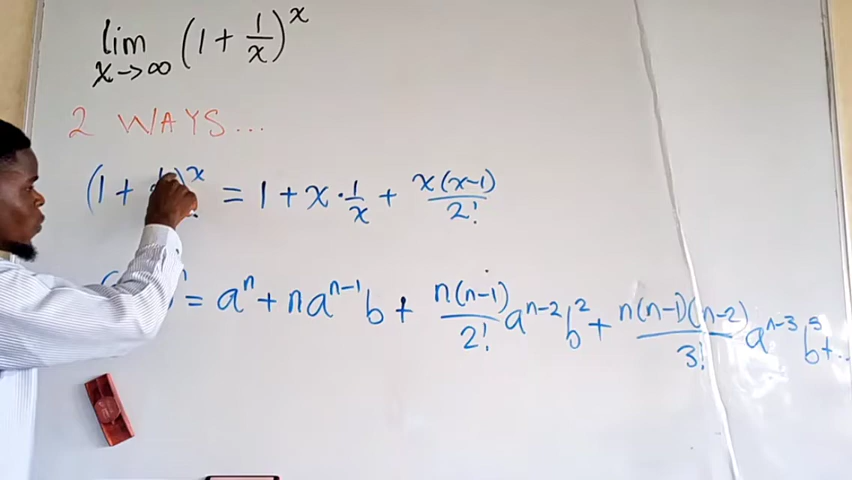 lim (1 + 1/x)^x
x→∞
2 WAYS...
(1 + )^x = 1 + x · 1/x + x(x-1)/2!
= a^n + na^(n-1) b + n(n-1)/2! a^(n-2) b^2 + n(n-1)(n-2)/3! a^(n-3) b^3 + ..